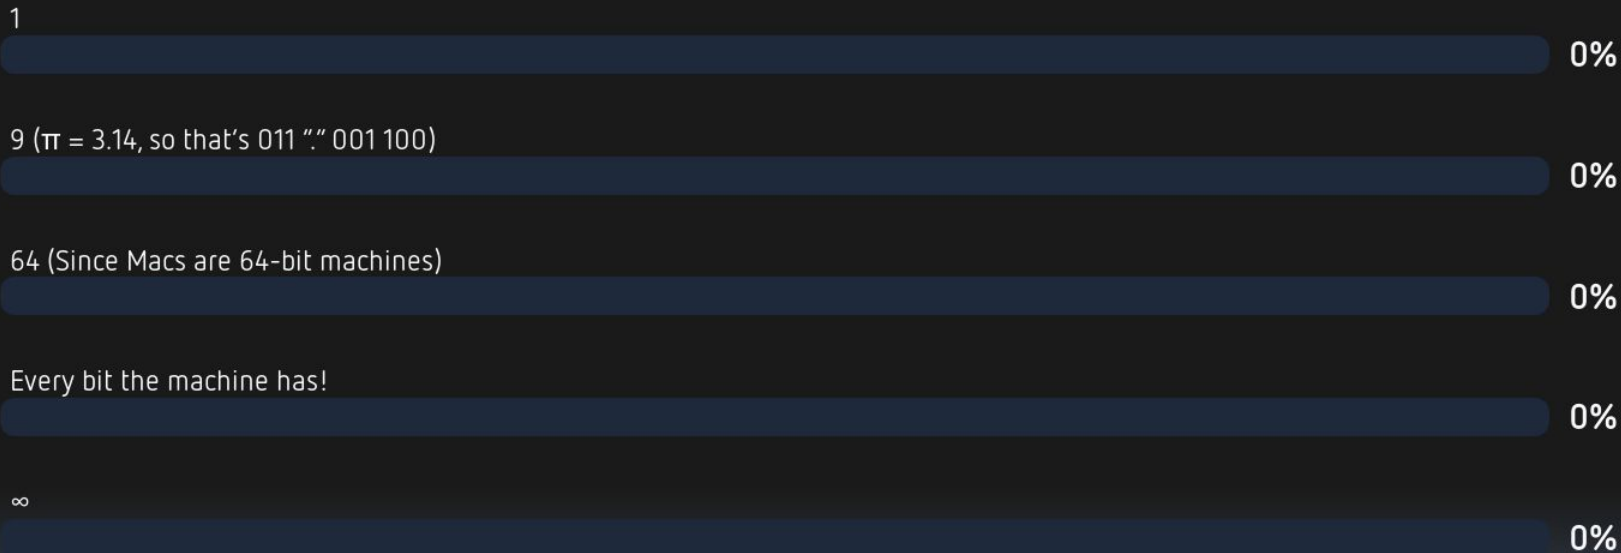 1
0%
9 (π = 3.14, so that's 011 “.” 001 100)
0%
64 (Since Macs are 64-bit machines)
0%
Every bit the machine has!
0%
∞
0%